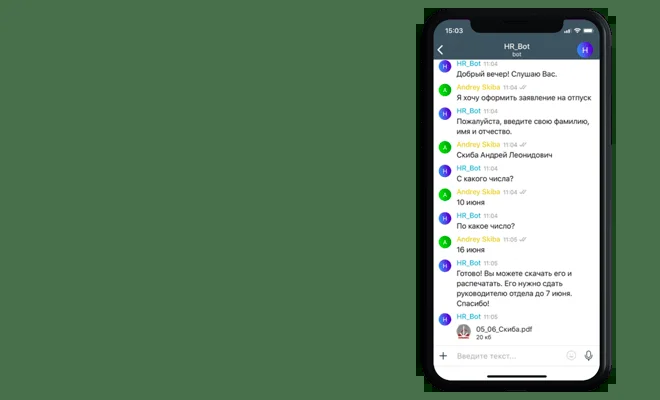 15:03
HR_Bot
bot
H
H
HR_Bot 11:04
Добрый вечер! Слушаю Вас.
A
Andrey Skiba 11:04
Я хочу оформить заявление на отпуск
H
HR_Bot 11:04
Пожалуйста, введите свою фамилию,
имя и отчество.
A
Andrey Skiba 11:04
Скиба Андрей Леонидович
H
HR_Bot 11:04
С какого числа?
A
Andrey Skiba 11:04
10 июня
H
HR_Bot 11:04
По какое число?
A
Andrey Skiba 11:05
16 июня
H
HR_Bot 11:05
Готово! Вы можете скачать его и
распечатать. Его нужно сдать
руководителю отдела до 7 июня.
Спасибо!
H
HR_Bot 11:05
05_06_Скиба.pdf
20 кб
Введите текст...